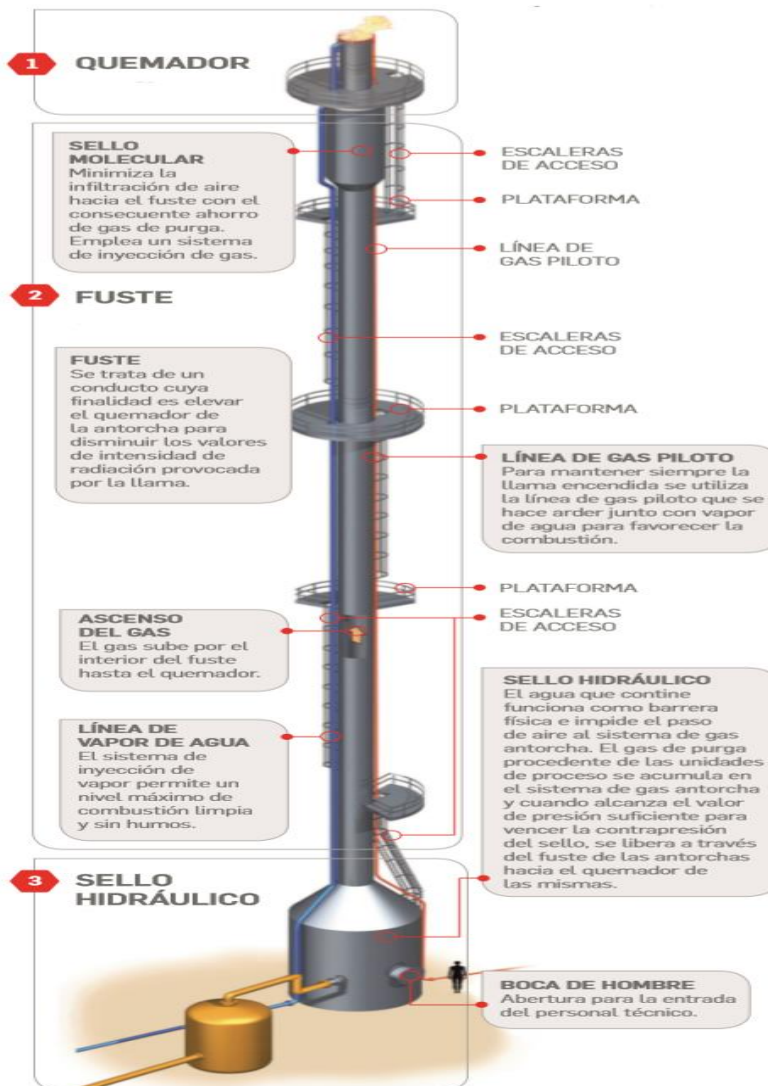 1 QUEMADOR
SELLO
MOLECULAR
Minimiza la
infiltración de aire
hacia el fuste con el
consecuente ahorro
de gas de purga.
Emplea un sistema
de inyección de gas.
ESCALERAS
DE ACCESO
PLATAFORMA
LÍNEA DE
GAS PILOTO
2 FUSTE
ESCALERAS
DE ACCESO
FUSTE
Se trata de un
conducto cuya
finalidad es elevar
el quemador de
la antorcha para
disminuir los valores
de intensidad de
radiación provocada
por la llama.
PLATAFORMA
LÍNEA DE GAS PILOTO
Para mantener siempre la
llama encendida se utiliza
la línea de gas piloto que se
hace arder junto con vapor
de agua para favorecer la
combustión.
PLATAFORMA
ESCALERAS
DE ACCESO
ASCENSO
DEL GAS
El gas sube por el
interior del fuste
hasta el quemador.
LÍNEA DE
VAPOR DE AGUA
El sistema de
inyección de
vapor permite un
nivel máximo de
combustión limpia
y sin humos.
SELLO HIDRÁULICO
El agua que contine
funciona como barrera
física e impide el paso
de aire al sistema de gas
antorcha. El gas de purga
procedente de las unidades
de proceso se acumula en
el sistema de gas antorcha
y cuando alcanza el valor
de presión suficiente para
vencer la contrapresión
del sello, se libera a través
del fuste de las antorchas
hacia el quemador de
las mismas.
3 SELLO
HIDRÁULICO
BOCA DE HOMBRE
Abertura para la entrada
del personal técnico.